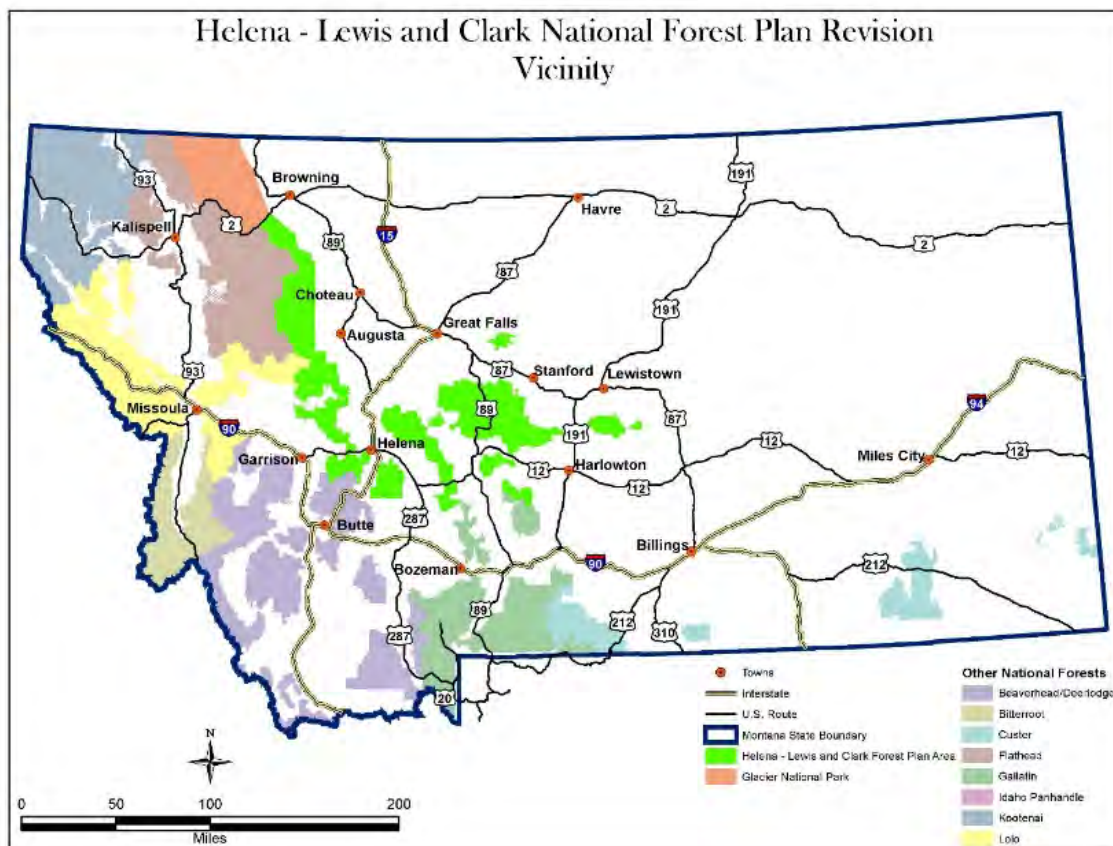 Helena - Lewis and Clark National Forest Plan Revision
Vicinity
93
Browning
191
Kalispell
2
Havre
2
15
89
2
87
Choteau
191
Augusta
Great Falls
87
Stanford
Lewistown
93
89
94
Missoula
90
191
87
12
Helena
Miles City
12
Garrison
12
Harlowton
12
287
Butte
Billings
Bozeman
90
212
89
212
287
310
20
Towns
Interstate
U.S. Route
Montana State Boundary
Helena - Lewis and Clark Forest Plan Area
Glacier National Park
Other National Forests
Beaverhead/Deerlodge
Bitterroot
Custer
Flathead
Gallatin
Idaho Panhandle
Kootenai
Lolo
N
0 50 100 200
Miles